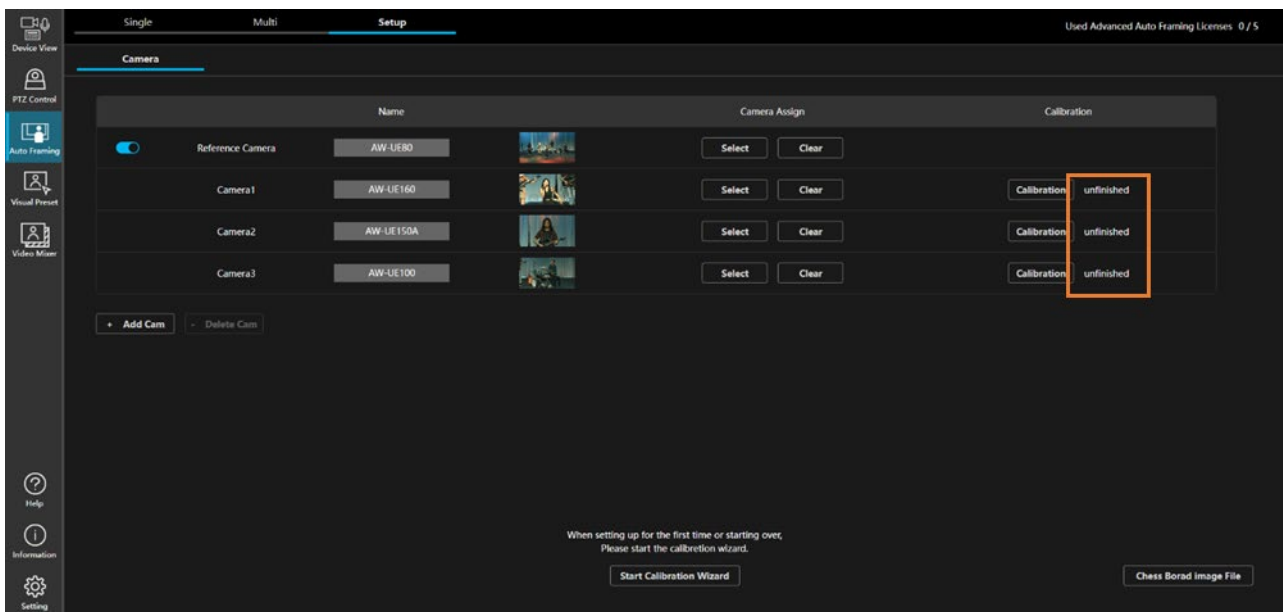 Device View
PTZ Control
Auto Framing
Visual Preset
Video Mixer
Help
Information
Setting
Single Multi Setup
Used Advanced Auto Framing Licenses 0 / 5
Camera
Name Camera Assign Calibration
Reference Camera AW-UE80 Select Clear
Camera1 AW-UE160 Select Clear Calibration unfinished
Camera2 AW-UE150A Select Clear Calibration unfinished
Camera3 AW-UE100 Select Clear Calibration unfinished
+ Add Cam - Delete Cam
When setting up for the first time or starting over,
Please start the calibretion wizard.
Start Calibration Wizard Chess Borad image File